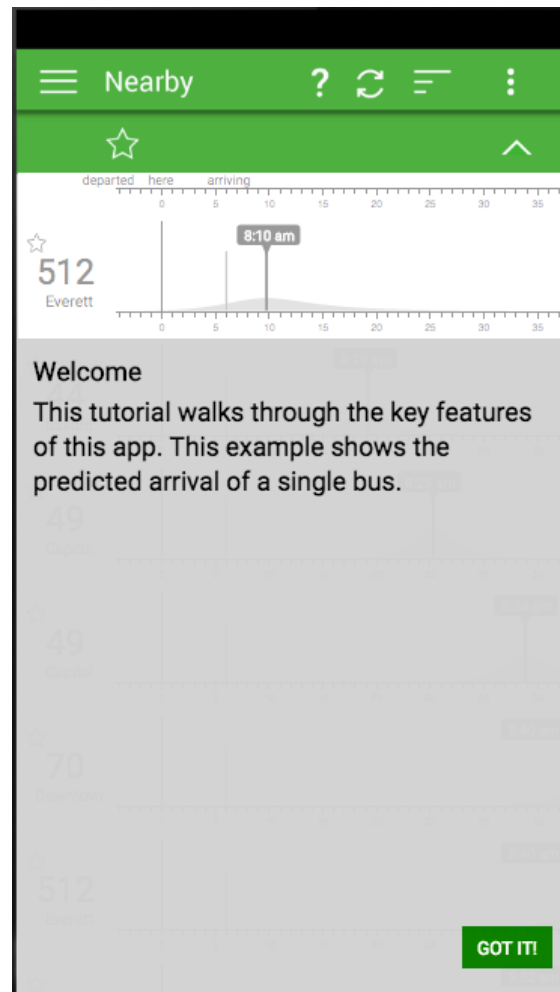 Nearby ?
departed here arriving
0 5 10 15 20 25 30 35
8:10 am
512
Everett
0 5 10 15 20 25 30 35
Welcome
This tutorial walks through the key features
of this app. This example shows the
predicted arrival of a single bus.
49
Capitol
49
Capitol
70
512
Everett
GOT IT!